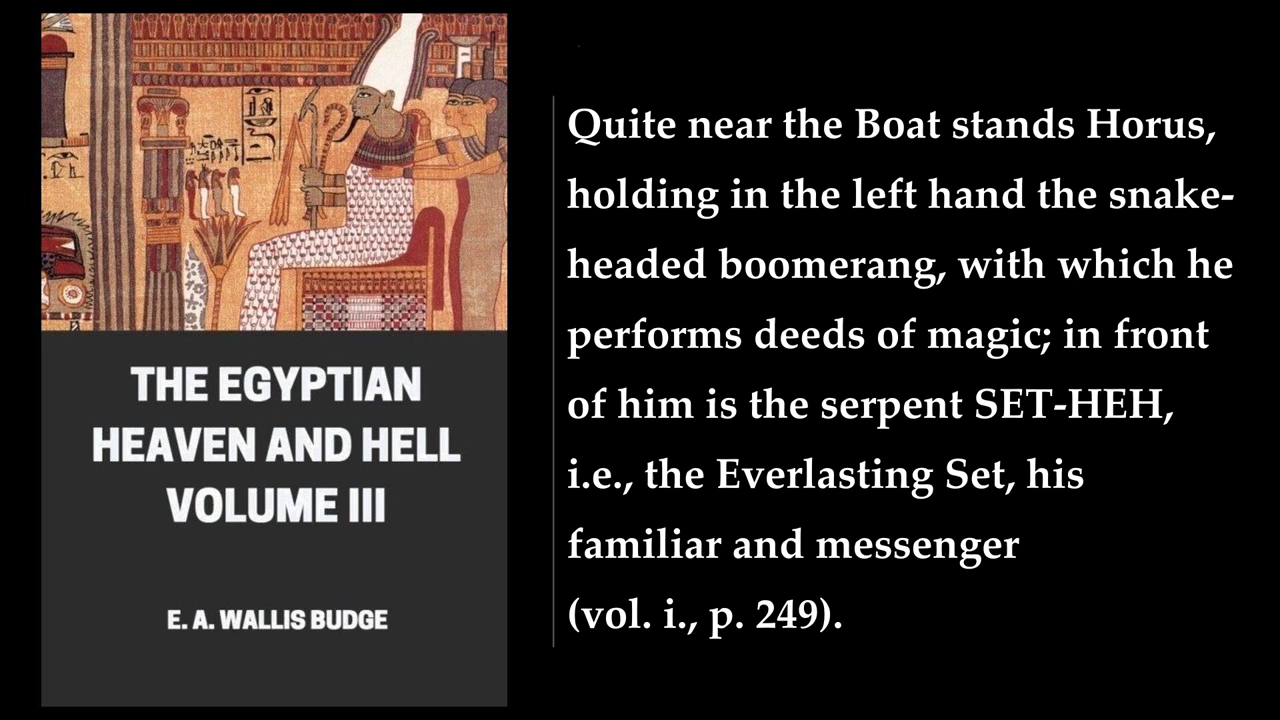 THE EGYPTIAN
HEAVEN AND HELL
VOLUME III
E. A. WALLIS BUDGE
Quite near the Boat stands Horus,
holding in the left hand the snake-
headed boomerang, with which he
performs deeds of magic; in front
of him is the serpent SET-HEH,
i.e., the Everlasting Set, his
familiar and messenger
(vol. i., p. 249).